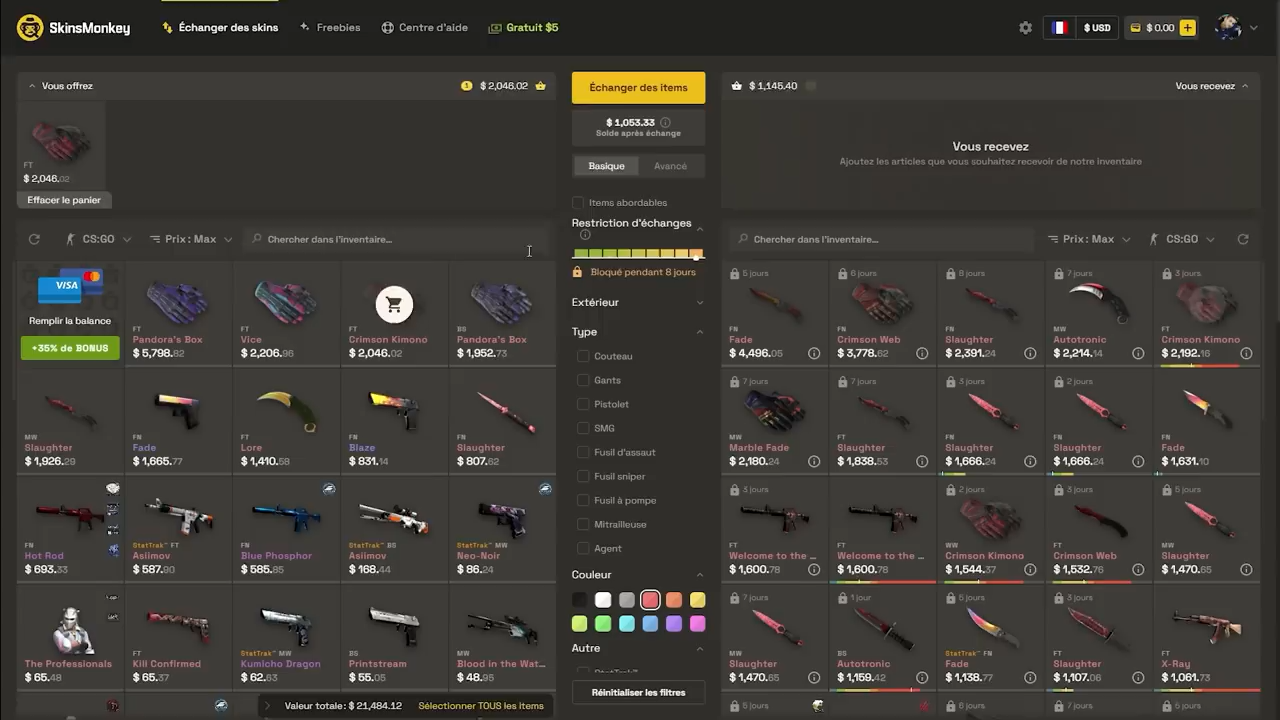 SkinsMonkey
Échanger des skins
Freebies
Centre d'aide
Gratuit $5
$ USD
$ 0.00
Vous offrez
1
$ 2,046.02
FT
$ 2,046.02
Effacer le panier
Échanger des items
$ 1,053.33
Solde après échange
Basique
Avancé
$ 1,145.40
Vous recevez
Vous recevez
Ajoutez les articles que vous souhaitez recevoir de notre inventaire
CS:GO
Prix : Max
Chercher dans l'inventaire...
VISA
Remplir la balance
+35% de BONUS
FT
Pandora's Box
$ 5,798.82
FT
Vice
$ 2,206.96
FT
Crimson Kimono
$ 2,046.02
BS
Pandora's Box
$ 1,952.73
MW
Slaughter
$ 1,926.29
FN
Fade
$ 1,665.77
FT
Lore
$ 1,410.58
FN
Blaze
$ 831.14
FN
Slaughter
$ 807.62
FN
Hot Rod
$ 693.33
StatTrak™ FT
Asiimov
$ 587.90
FN
Blue Phosphor
$ 585.85
StatTrak™ BS
Asiimov
$ 168.44
StatTrak™ MW
Neo-Noir
$ 86.24
The Professionals
$ 65.48
FT
Kill Confirmed
$ 65.37
StatTrak™ MW
Kumicho Dragon
$ 62.63
BS
Printstream
$ 55.05
MW
Blood in the Wat...
$ 48.95
Valeur totale: $ 21,484.12
Sélectionner TOUS les items
Items abordables
Restriction d'échanges
Bloqué pendant 8 jours
Extérieur
Type
Couteau
Gants
Pistolet
SMG
Fusil d'assaut
Fusil sniper
Fusil à pompe
Mitrailleuse
Agent
Couleur
Autre
StatTrak™
Réinitialiser les filtres
Chercher dans l'inventaire...
Prix : Max
CS:GO
5 jours
FN
Fade
$ 4,496.05
6 jours
FN
Crimson Web
$ 3,778.62
8 jours
FN
Slaughter
$ 2,391.24
7 jours
MW
Autotronic
$ 2,214.14
3 jours
FT
Crimson Kimono
$ 2,192.16
7 jours
MW
Marble Fade
$ 2,180.24
7 jours
FT
Slaughter
$ 1,838.53
3 jours
FN
Slaughter
$ 1,666.24
2 jours
FN
Slaughter
$ 1,666.24
FN
Fade
$ 1,631.10
3 jours
FT
Welcome to the ...
$ 1,600.78
FT
Welcome to the ...
$ 1,600.78
2 jours
WW
Crimson Kimono
$ 1,544.37
3 jours
FT
Crimson Web
$ 1,532.76
5 jours
MW
Slaughter
$ 1,470.65
7 jours
MW
Slaughter
$ 1,470.65
1 jour
BS
Autotronic
$ 1,159.42
5 jours
StatTrak™ FN
Fade
$ 1,138.77
3 jours
FT
Slaughter
$ 1,107.06
FT
X-Ray
$ 1,061.73
5 jours
5 jours
6 jours
7 jours
5 jours